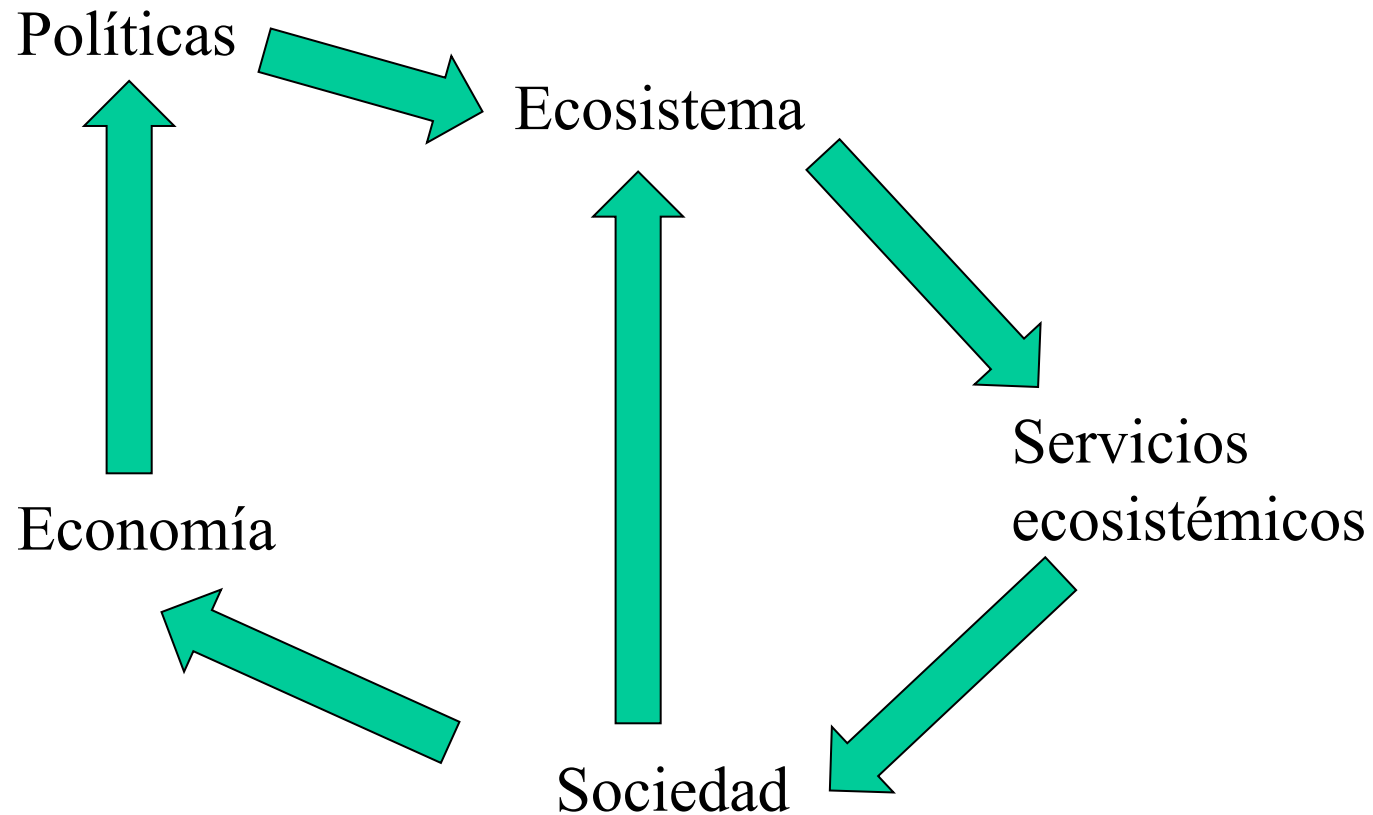 Políticas
Ecosistema
Servicios
ecosistémicos
Economía
Sociedad